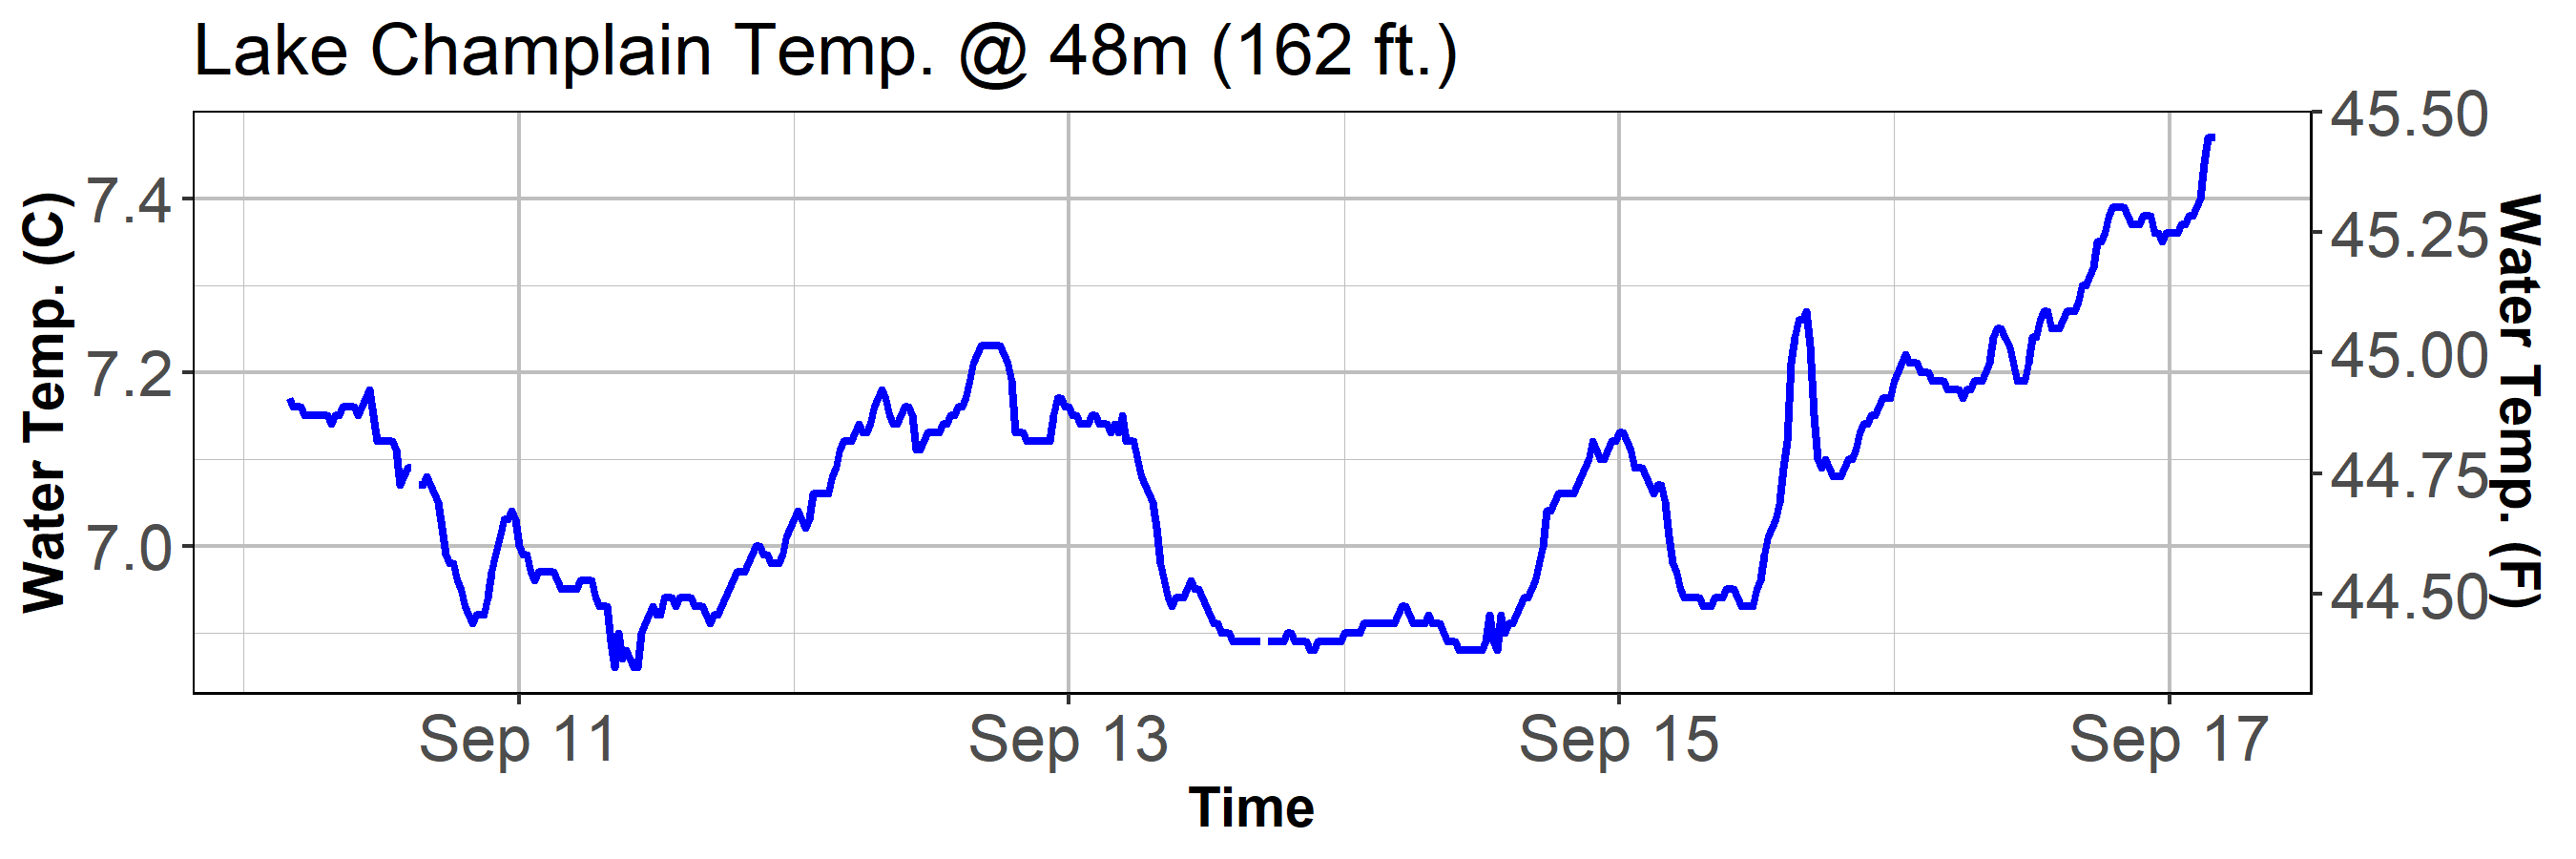 Lake Champlain Temp. @ 48m (162 ft.)
Water Temp. (C)
7.4
7.2
7.0
45.50
45.25
45.00
44.75
44.50
Water Temp. (F)
Sep 11
Sep 13
Sep 15
Sep 17
Time